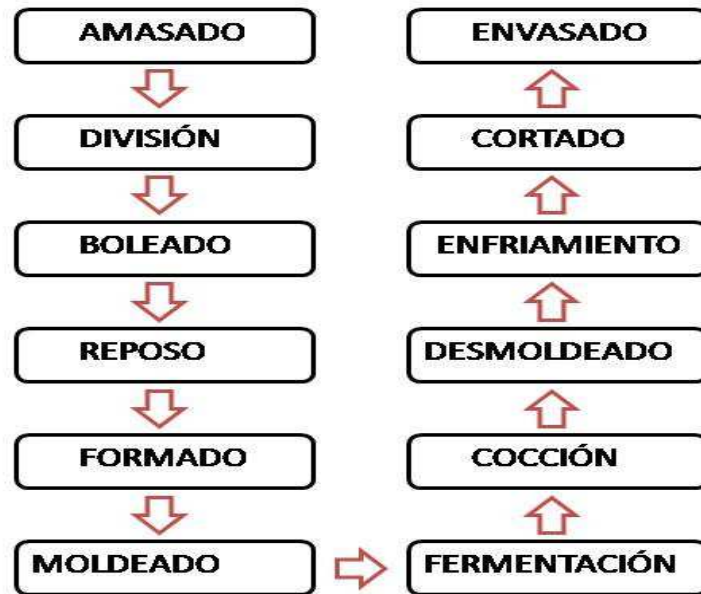 AMASADO
DIVISIÓN
BOLEADO
REPOSO
FORMADO
MOLDEADO
FERMENTACIÓN
COCCIÓN
DESMOLDEADO
ENFRIAMIENTO
CORTADO
ENVASADO